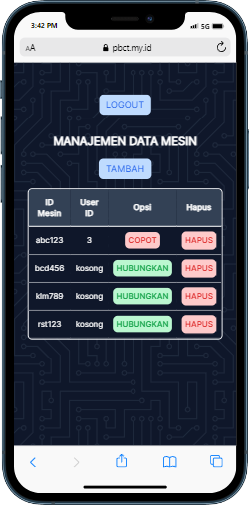 3:42 PM 5G
AA pbct.my.id
LOGOUT
MANAJEMEN DATA MESIN
TAMBAH
ID Mesin User ID Opsi Hapus
abc123 3 COPOT HAPUS
bcd456 kosong HUBUNGKAN HAPUS
klm789 kosong HUBUNGKAN HAPUS
rst123 kosong HUBUNGKAN HAPUS